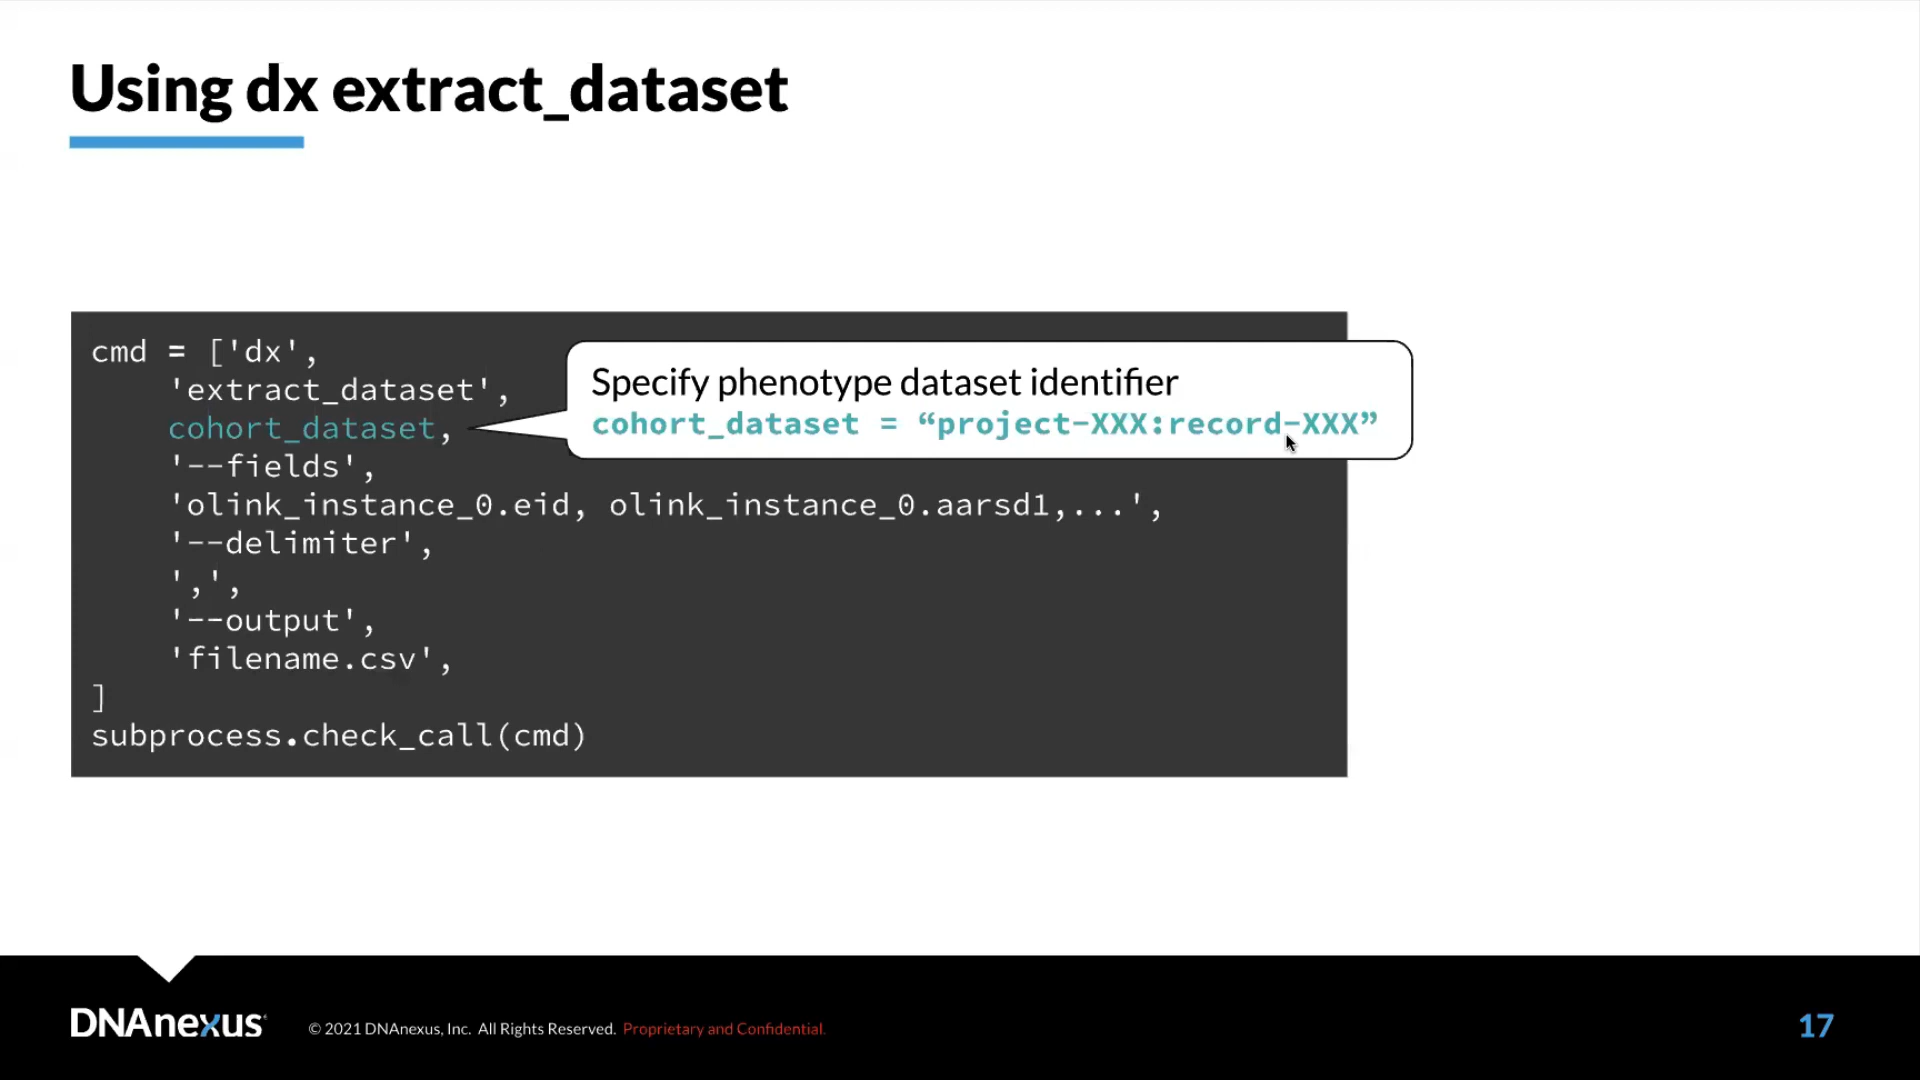 Using dx extract_dataset
cmd = ['dx',
'extract_dataset',
cohort_dataset,
'--fields',
'olink_instance_0.eid, olink_instance_0.aarsd1,...',
'--delimiter',
',',
'--output',
'filename.csv',
]
subprocess.check_call(cmd)
Specify phenotype dataset identifier
cohort_dataset = “project-XXX:record-XXX”
DNAnexus
© 2021 DNAnexus, Inc. All Rights Reserved. Proprietary and Confidential.
17